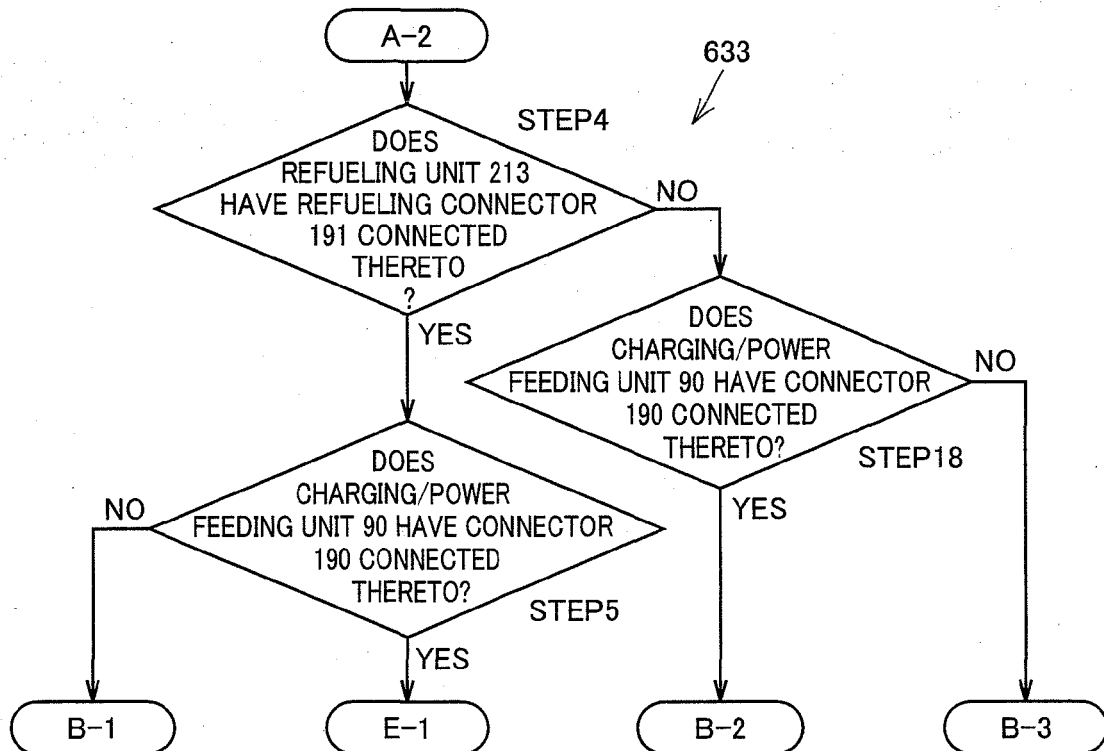 A-2
633
STEP4
DOES
REFUELING UNIT 213
HAVE REFUELING CONNECTOR
191 CONNECTED
THERETO
?
NO
YES
DOES
CHARGING/POWER
FEEDING UNIT 90 HAVE CONNECTOR
190 CONNECTED
THERETO?
NO
STEP18
YES
DOES
CHARGING/POWER
FEEDING UNIT 90 HAVE CONNECTOR
190 CONNECTED
THERETO?
NO
STEP5
YES
B-1
E-1
B-2
B-3